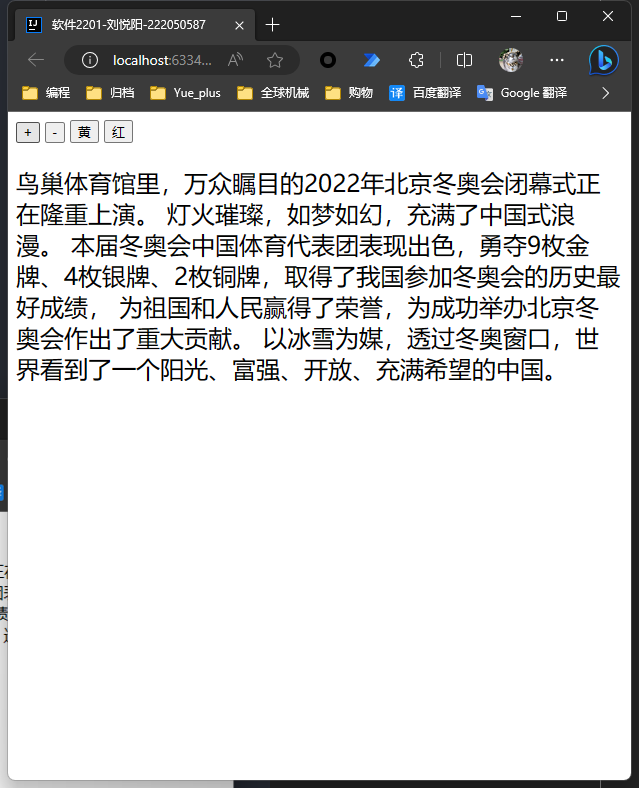 软件2201-刘悦阳-222050587
localhost:6334...
编程 归档 Yue_plus 全球机械 购物 译 百度翻译 Google 翻译
+ - 黄 红
鸟巢体育馆里，万众瞩目的2022年北京冬奥会闭幕式正
在隆重上演。 灯火璀璨，如梦如幻，充满了中国式浪
漫。 本届冬奥会中国体育代表团表现出色，勇夺9枚金
牌、4枚银牌、2枚铜牌，取得了我国参加冬奥会的历史最
好成绩， 为祖国和人民赢得了荣誉，为成功举办北京冬
奥会作出了重大贡献。 以冰雪为媒，透过冬奥窗口，世
界看到了一个阳光、富强、开放、充满希望的中国。